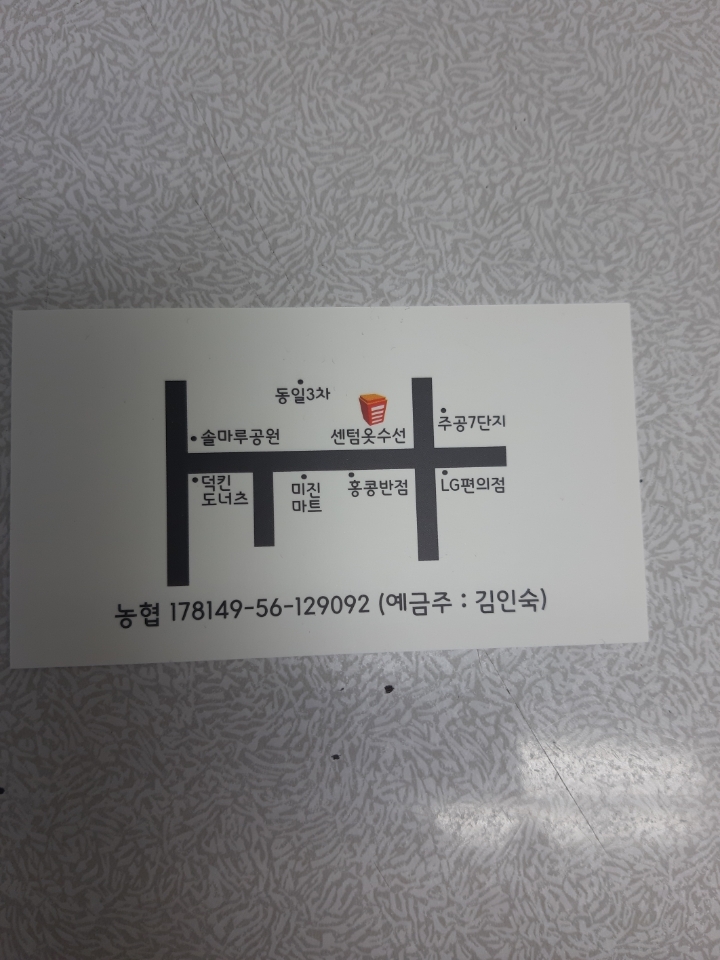 동일3차
주공7단지
솔마루공원
센텀옷수선
덕킨
도너츠
미진
마트
홍콩반점
LG편의점
농협 178149-56-129092 (예금주 : 김인숙)